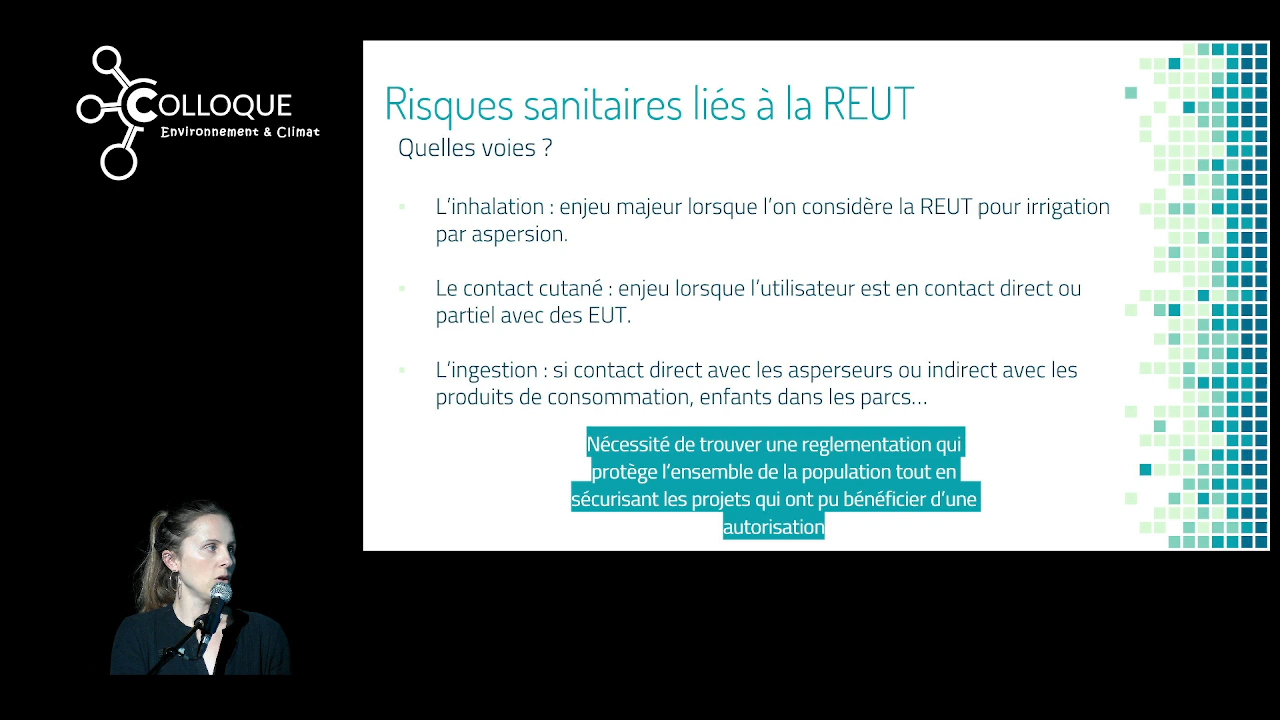 COLLOQUE
Environnement & Climat
Risques sanitaires liés à la REUT
Quelles voies ?
L'inhalation : enjeu majeur lorsque l'on considère la REUT pour irrigation
par aspersion.
Le contact cutané : enjeu lorsque l'utilisateur est en contact direct ou
partiel avec des EUT.
L'ingestion : si contact direct avec les asperseurs ou indirect avec les
produits de consommation, enfants dans les parcs…
Nécessité de trouver une reglementation qui
protège l'ensemble de la population tout en
sécurisant les projets qui ont pu bénéficier d'une
autorisation